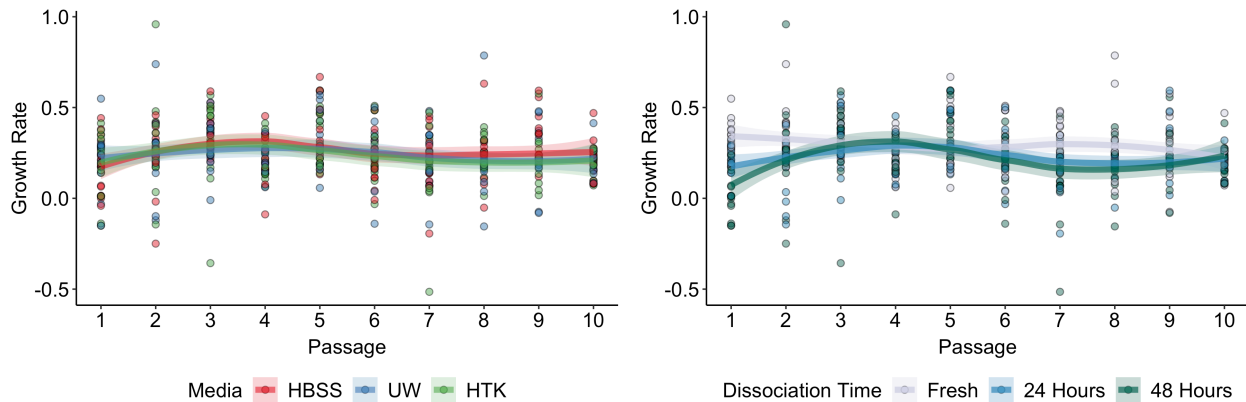 1.0
0.5
0.0
-0.5
Growth Rate
1 2 3 4 5 6 7 8 9 10
Passage
Media HBSS UW HTK
1.0
0.5
0.0
-0.5
Growth Rate
1 2 3 4 5 6 7 8 9 10
Passage
Dissociation Time Fresh 24 Hours 48 Hours